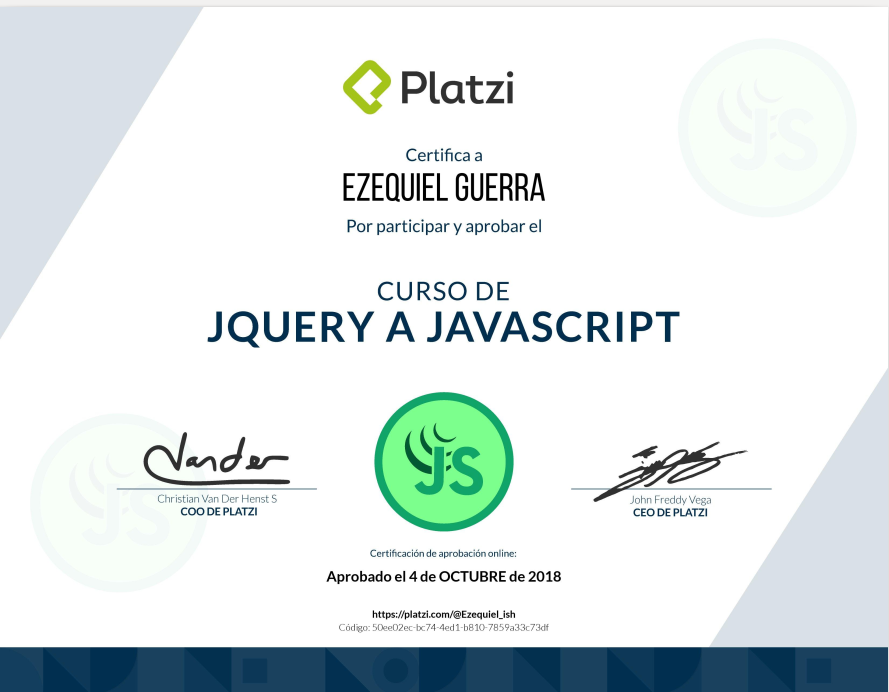 Platzi
Certifica a
EZEQUIEL GUERRA
Por participar y aprobar el
CURSO DE
JQUERY A JAVASCRIPT
JS
Vander
Christian Van Der Henst S
COO DE PLATZI
John Freddy Vega
CEO DE PLATZI
Certificación de aprobación online:
Aprobado el 4 de OCTUBRE de 2018
https://platzi.com/@Ezequiel_ish
Código: 50ee02ec-bc74-4ed1-b810-7859a33c73df